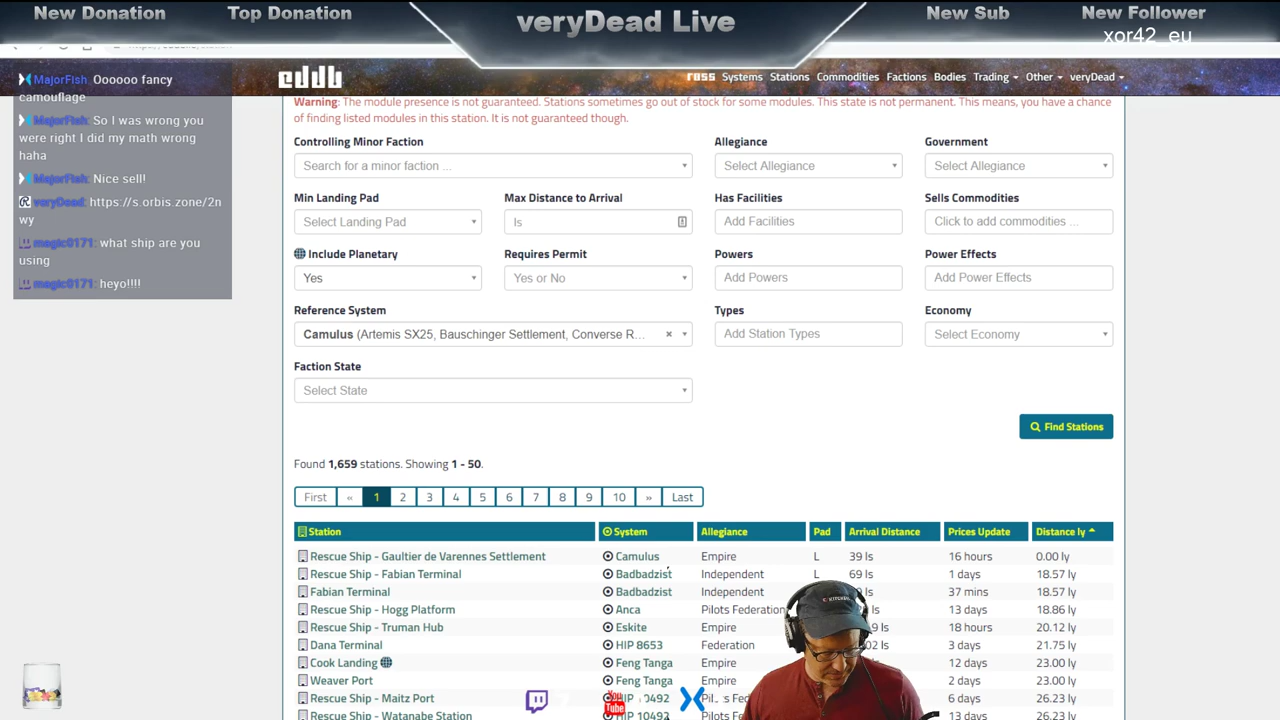 New Donation
Top Donation
veryDead Live
New Sub
New Follower
xor42_eu
MajorFish: Oooooo fancy
camouflage
MajorFish: So I was wrong you
were right I did my math wrong
haha
MajorFish: Nice sell!
veryDead: https://s.orbis.zone/2n
wy
magic0171: what ship are you
using
magic0171: heyo!!!!
eddb
ross Systems Stations Commodities Factions Bodies Trading Other veryDead
Warning: The module presence is not guaranteed. Stations sometimes go out of stock for some modules. This state is not permanent. This means, you have a chance
of finding listed modules in this station. It is not guaranteed though.
Controlling Minor Faction Allegiance Government
Search for a minor faction ... Select Allegiance Select Allegiance
Min Landing Pad Max Distance to Arrival Has Facilities Sells Commodities
Select Landing Pad ls Add Facilities Click to add commodities ...
Include Planetary Requires Permit Powers Power Effects
Yes Yes or No Add Powers Add Power Effects
Reference System Types Economy
Camulus (Artemis SX25, Bauschinger Settlement, Converse R... × Add Station Types Select Economy
Faction State
Select State
Find Stations
Found 1,659 stations. Showing 1 - 50.
First « 1 2 3 4 5 6 7 8 9 10 » Last
Station System Allegiance Pad Arrival Distance Prices Update Distance ly
Rescue Ship - Gaultier de Varennes Settlement Camulus Empire L 39 ls 16 hours 0.00 ly
Rescue Ship - Fabian Terminal Badbadzist Independent L 69 ls 1 days 18.57 ly
Fabian Terminal Badbadzist Independent ls 37 mins 18.57 ly
Rescue Ship - Hogg Platform Anca Pilots Federation ls 13 days 18.86 ly
Rescue Ship - Truman Hub Eskite Empire ls 18 hours 20.12 ly
Dana Terminal HIP 8653 Federation ls 3 days 21.75 ly
Cook Landing Feng Tanga Empire 12 days 23.00 ly
Weaver Port Feng Tanga Empire 2 days 23.00 ly
Rescue Ship - Maitz Port HIP 10492 6 days 26.23 ly
Rescue Ship - Watanabe Station HIP 10492 13 days 26.23 ly
You
Tube